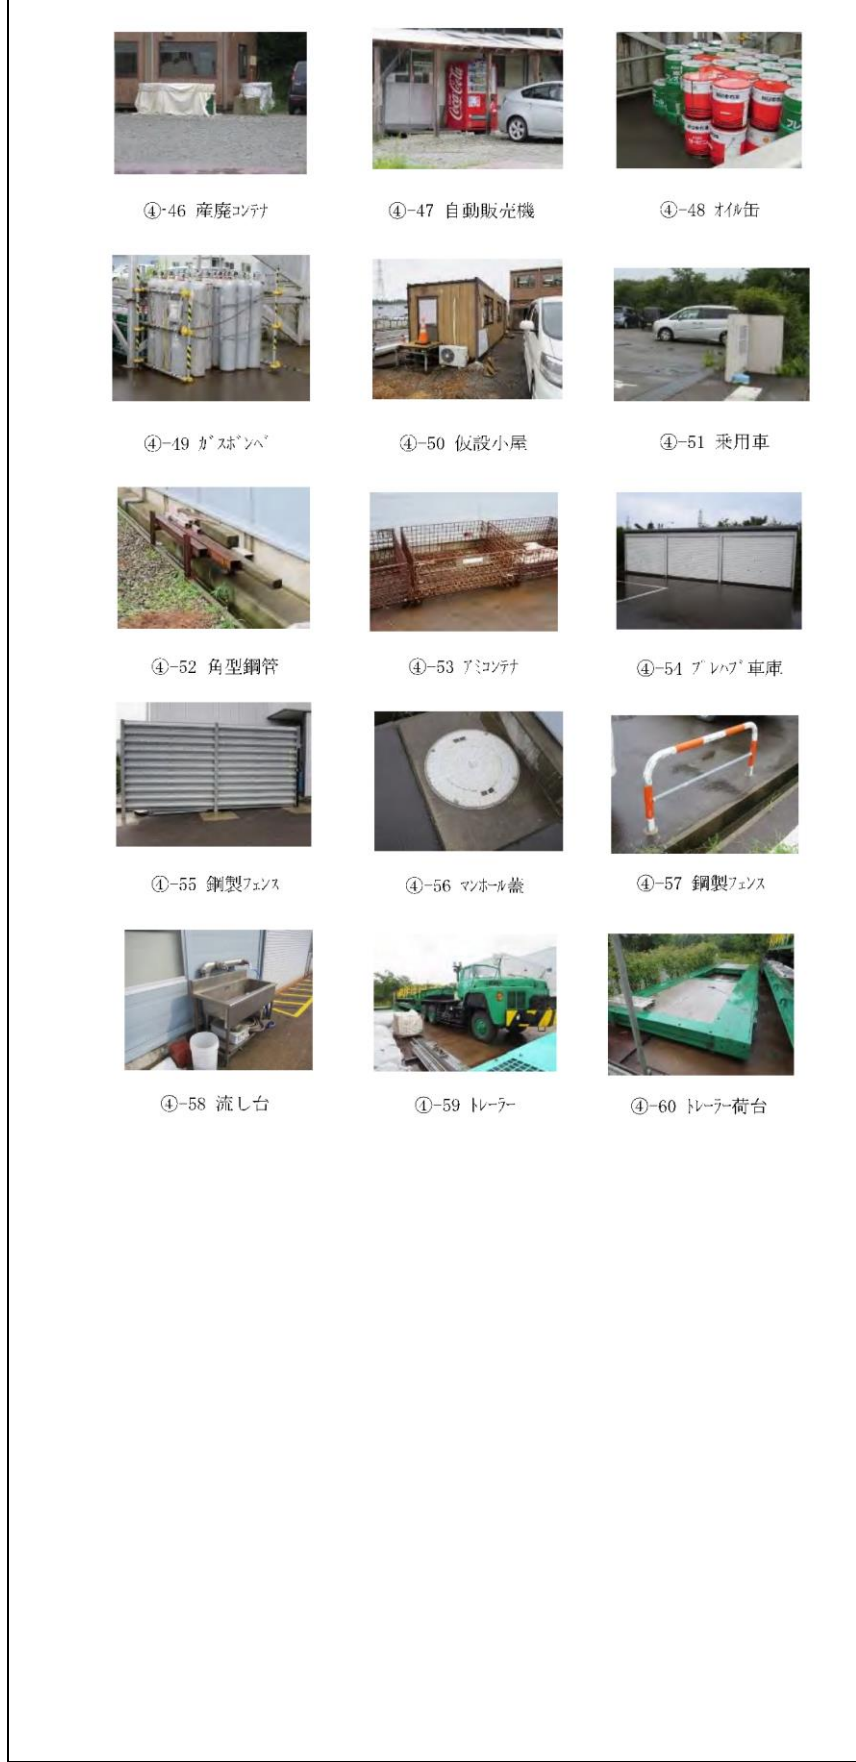 ④-46 産廃ｺﾝﾃﾅ
④-47 自動販売機
④-48 ｵｲﾙ缶
④-49 ｶﾞｽﾎﾞﾝﾍﾞ
④-50 仮設小屋
④-51 乗用車
④-52 角型鋼管
④-53 ｱﾐｺﾝﾃﾅ
④-54 ﾌﾟﾚﾊﾌﾞ車庫
④-55 鋼製ﾌｪﾝｽ
④-56 ﾏﾝﾎｰﾙ蓋
④-57 鋼製ﾌｪﾝｽ
④-58 流し台
④-59 ﾄﾚｰﾗｰ
④-60 ﾄﾚｰﾗｰ荷台
Coca-Cola